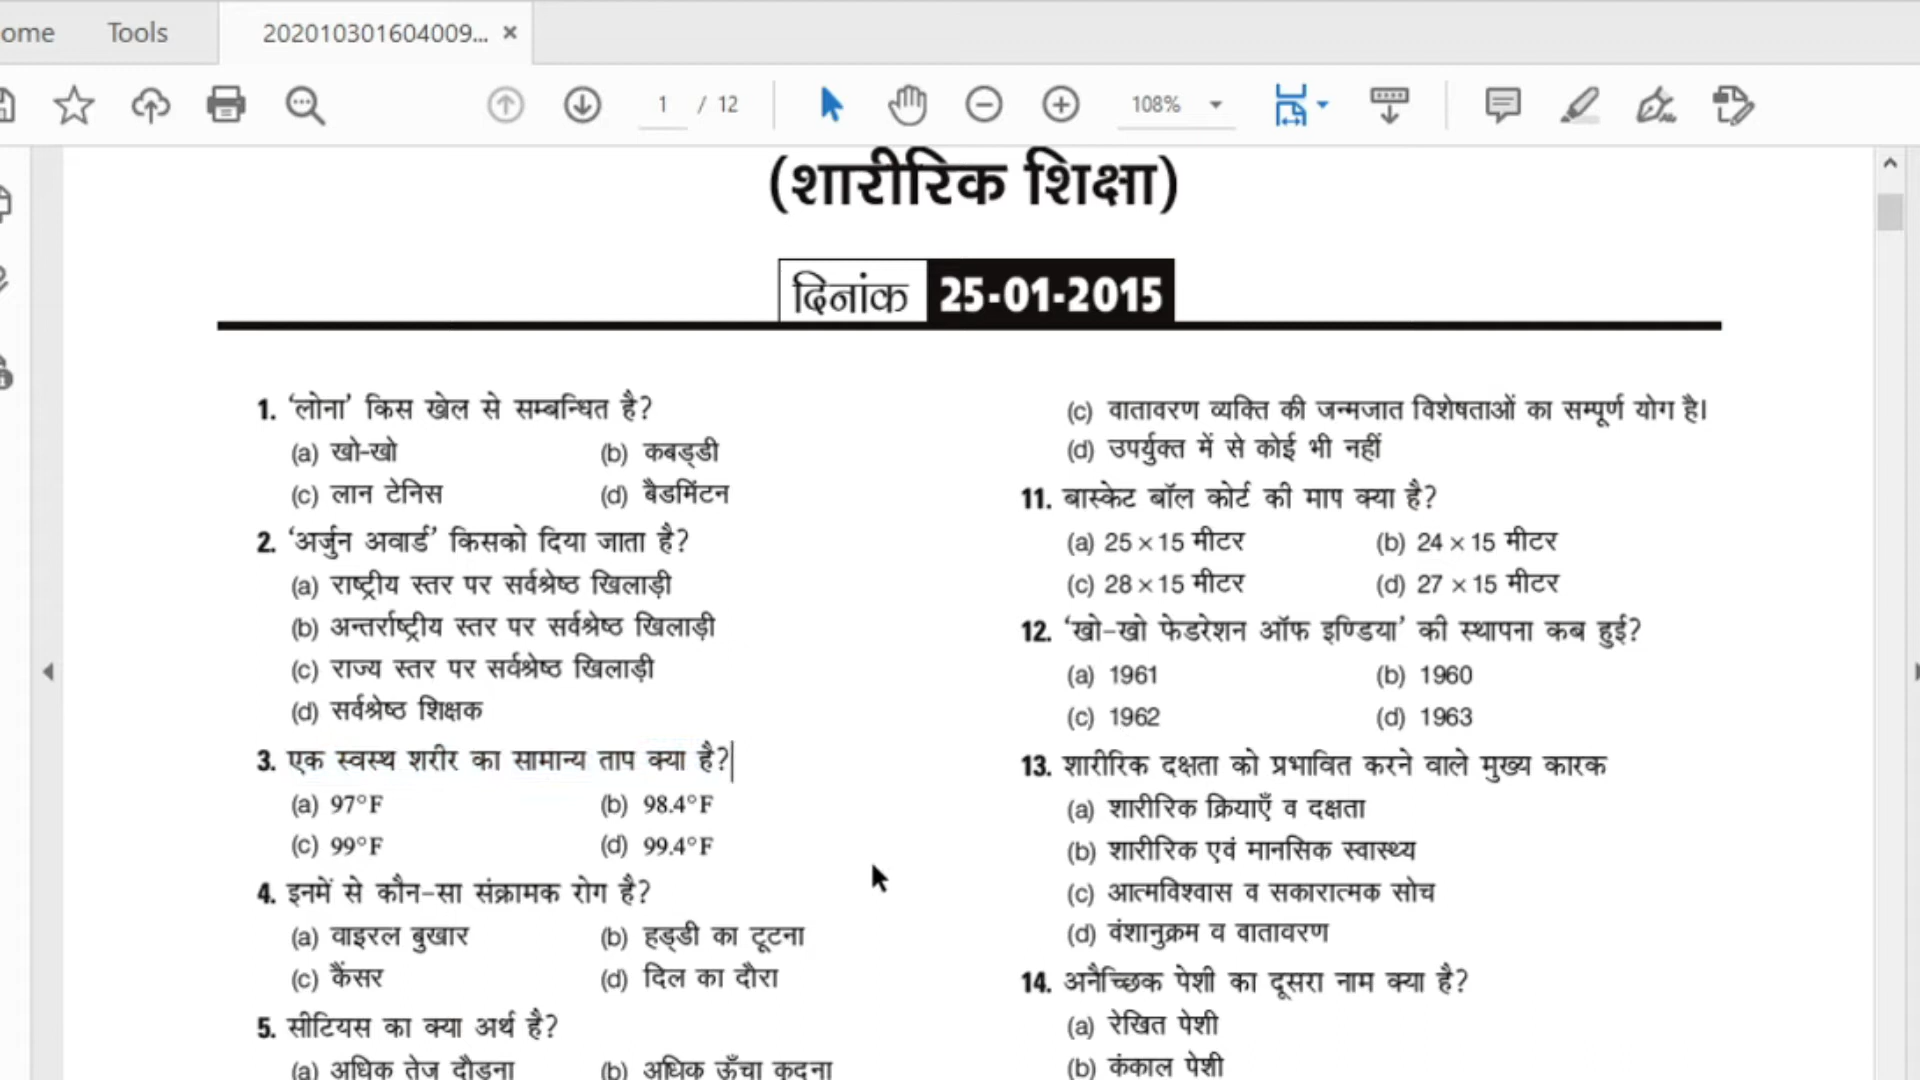 ome
Tools
202010301604009...
1 / 12
108%
(शारीरिक शिक्षा)
दिनांक 25-01-2015
1. ‘लोना’ किस खेल से सम्बन्धित है?
(a) खो-खो (b) कबड्डी
(c) लान टेनिस (d) बैडमिंटन
2. ‘अर्जुन अवार्ड’ किसको दिया जाता है?
(a) राष्ट्रीय स्तर पर सर्वश्रेष्ठ खिलाड़ी
(b) अन्तर्राष्ट्रीय स्तर पर सर्वश्रेष्ठ खिलाड़ी
(c) राज्य स्तर पर सर्वश्रेष्ठ खिलाड़ी
(d) सर्वश्रेष्ठ शिक्षक
3. एक स्वस्थ शरीर का सामान्य ताप क्या है?
(a) 97°F (b) 98.4°F
(c) 99°F (d) 99.4°F
4. इनमें से कौन-सा संक्रामक रोग है?
(a) वाइरल बुखार (b) हड्डी का टूटना
(c) कैंसर (d) दिल का दौरा
5. सीटियस का क्या अर्थ है?
(a) अधिक तेज दौड़ना (b) अधिक ऊँचा कूदना
(c) वातावरण व्यक्ति की जन्मजात विशेषताओं का सम्पूर्ण योग है।
(d) उपर्युक्त में से कोई भी नहीं
11. बास्केट बॉल कोर्ट की माप क्या है?
(a) 25 × 15 मीटर (b) 24 × 15 मीटर
(c) 28 × 15 मीटर (d) 27 × 15 मीटर
12. ‘खो-खो फेडरेशन ऑफ इण्डिया’ की स्थापना कब हुई?
(a) 1961 (b) 1960
(c) 1962 (d) 1963
13. शारीरिक दक्षता को प्रभावित करने वाले मुख्य कारक
(a) शारीरिक क्रियाएँ व दक्षता
(b) शारीरिक एवं मानसिक स्वास्थ्य
(c) आत्मविश्वास व सकारात्मक सोच
(d) वंशानुक्रम व वातावरण
14. अनैच्छिक पेशी का दूसरा नाम क्या है?
(a) रेखित पेशी
(b) कंकाल पेशी